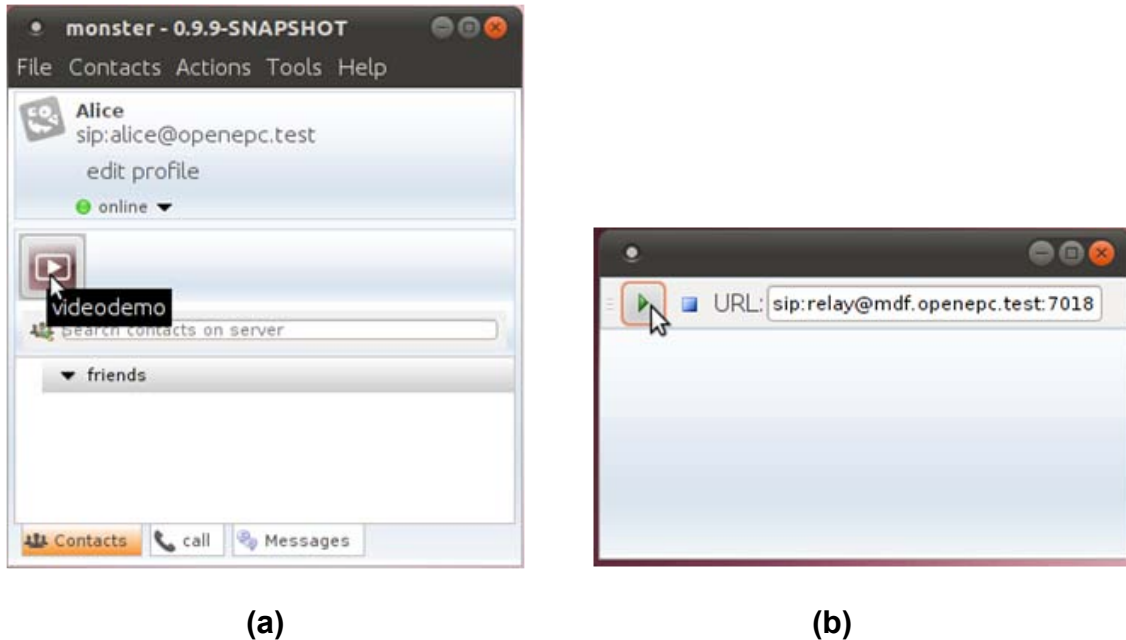 monster - 0.9.9-SNAPSHOT
File Contacts Actions Tools Help
Alice
sip:alice@openepc.test
edit profile
online
videodemo
Search contacts on server
friends
Contacts call Messages
(a)
URL: sip:relay@mdf.openepc.test:7018
(b)